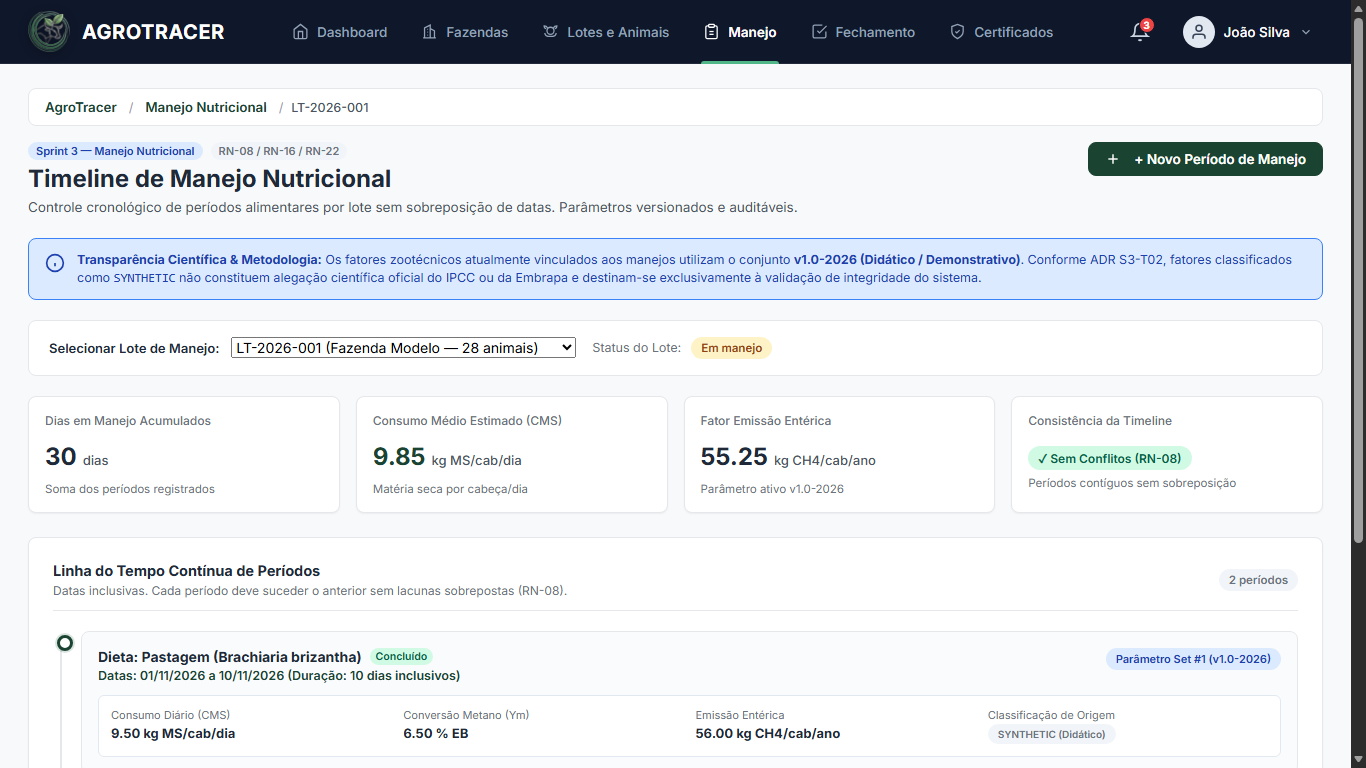 AGROTRACER
Dashboard
Fazendas
Lotes e Animais
Manejo
Fechamento
Certificados
3
João Silva
AgroTracer / Manejo Nutricional / LT-2026-001
Sprint 3 — Manejo Nutricional
RN-08 / RN-16 / RN-22
Timeline de Manejo Nutricional
Controle cronológico de períodos alimentares por lote sem sobreposição de datas. Parâmetros versionados e auditáveis.
+ + Novo Período de Manejo
Transparência Científica & Metodologia: Os fatores zootécnicos atualmente vinculados aos manejos utilizam o conjunto v1.0-2026 (Didático / Demonstrativo). Conforme ADR S3-T02, fatores classificados
como SYNTHETIC não constituem alegação científica oficial do IPCC ou da Embrapa e destinam-se exclusivamente à validação de integridade do sistema.
Selecionar Lote de Manejo:
LT-2026-001 (Fazenda Modelo — 28 animais)
Status do Lote:
Em manejo
Dias em Manejo Acumulados
30 dias
Soma dos períodos registrados
Consumo Médio Estimado (CMS)
9.85 kg MS/cab/dia
Matéria seca por cabeça/dia
Fator Emissão Entérica
55.25 kg CH4/cab/ano
Parâmetro ativo v1.0-2026
Consistência da Timeline
✓ Sem Conflitos (RN-08)
Períodos contíguos sem sobreposição
Linha do Tempo Contínua de Períodos
Datas inclusivas. Cada período deve suceder o anterior sem lacunas sobrepostas (RN-08).
2 períodos
Dieta: Pastagem (Brachiaria brizantha)
Concluído
Datas: 01/11/2026 a 10/11/2026 (Duração: 10 dias inclusivos)
Parâmetro Set #1 (v1.0-2026)
Consumo Diário (CMS)
9.50 kg MS/cab/dia
Conversão Metano (Ym)
6.50 % EB
Emissão Entérica
56.00 kg CH4/cab/ano
Classificação de Origem
SYNTHETIC (Didático)